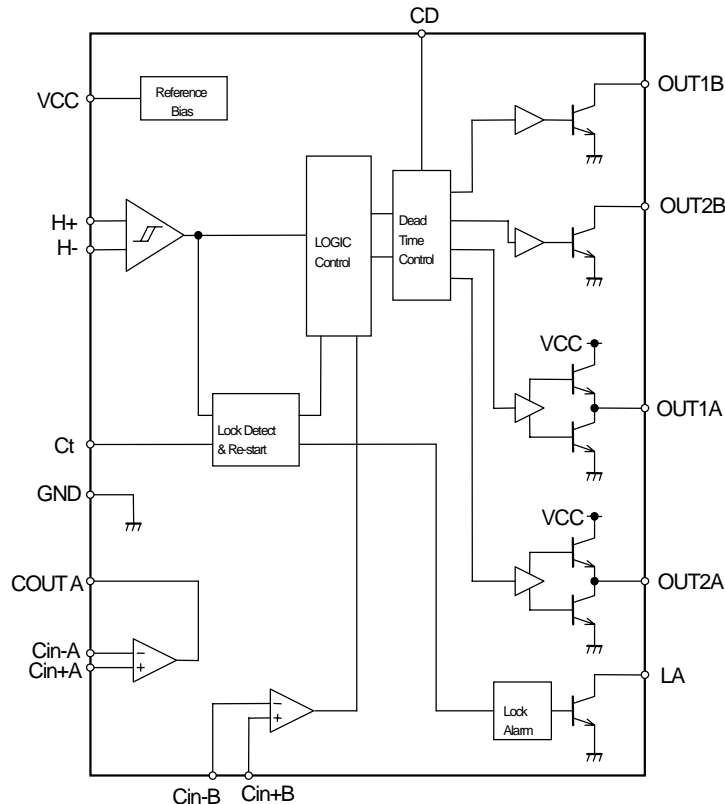 CD
OUT1B
VCC
Reference
Bias
OUT2B
H+
H-
LOGIC
Control
Dead
Time
Control
VCC
OUT1A
Lock Detect
& Re-start
Ct
GND
VCC
COUT A
OUT2A
Cin-A
Cin+A
−
+
LA
−
+
Lock
Alarm
Cin-B
Cin+B